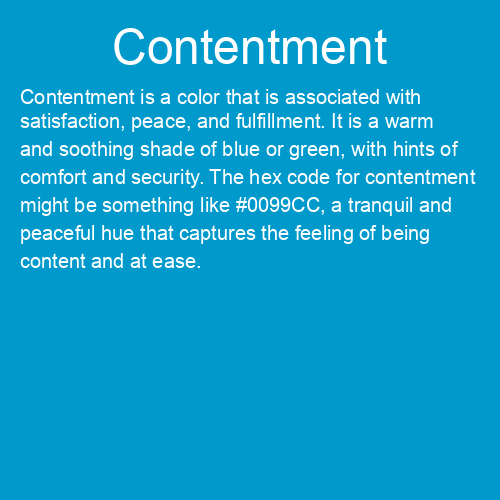 Contentment
Contentment is a color that is associated with
satisfaction, peace, and fulfillment. It is a warm
and soothing shade of blue or green, with hints of
comfort and security. The hex code for contentment
might be something like #0099CC, a tranquil and
peaceful hue that captures the feeling of being
content and at ease.